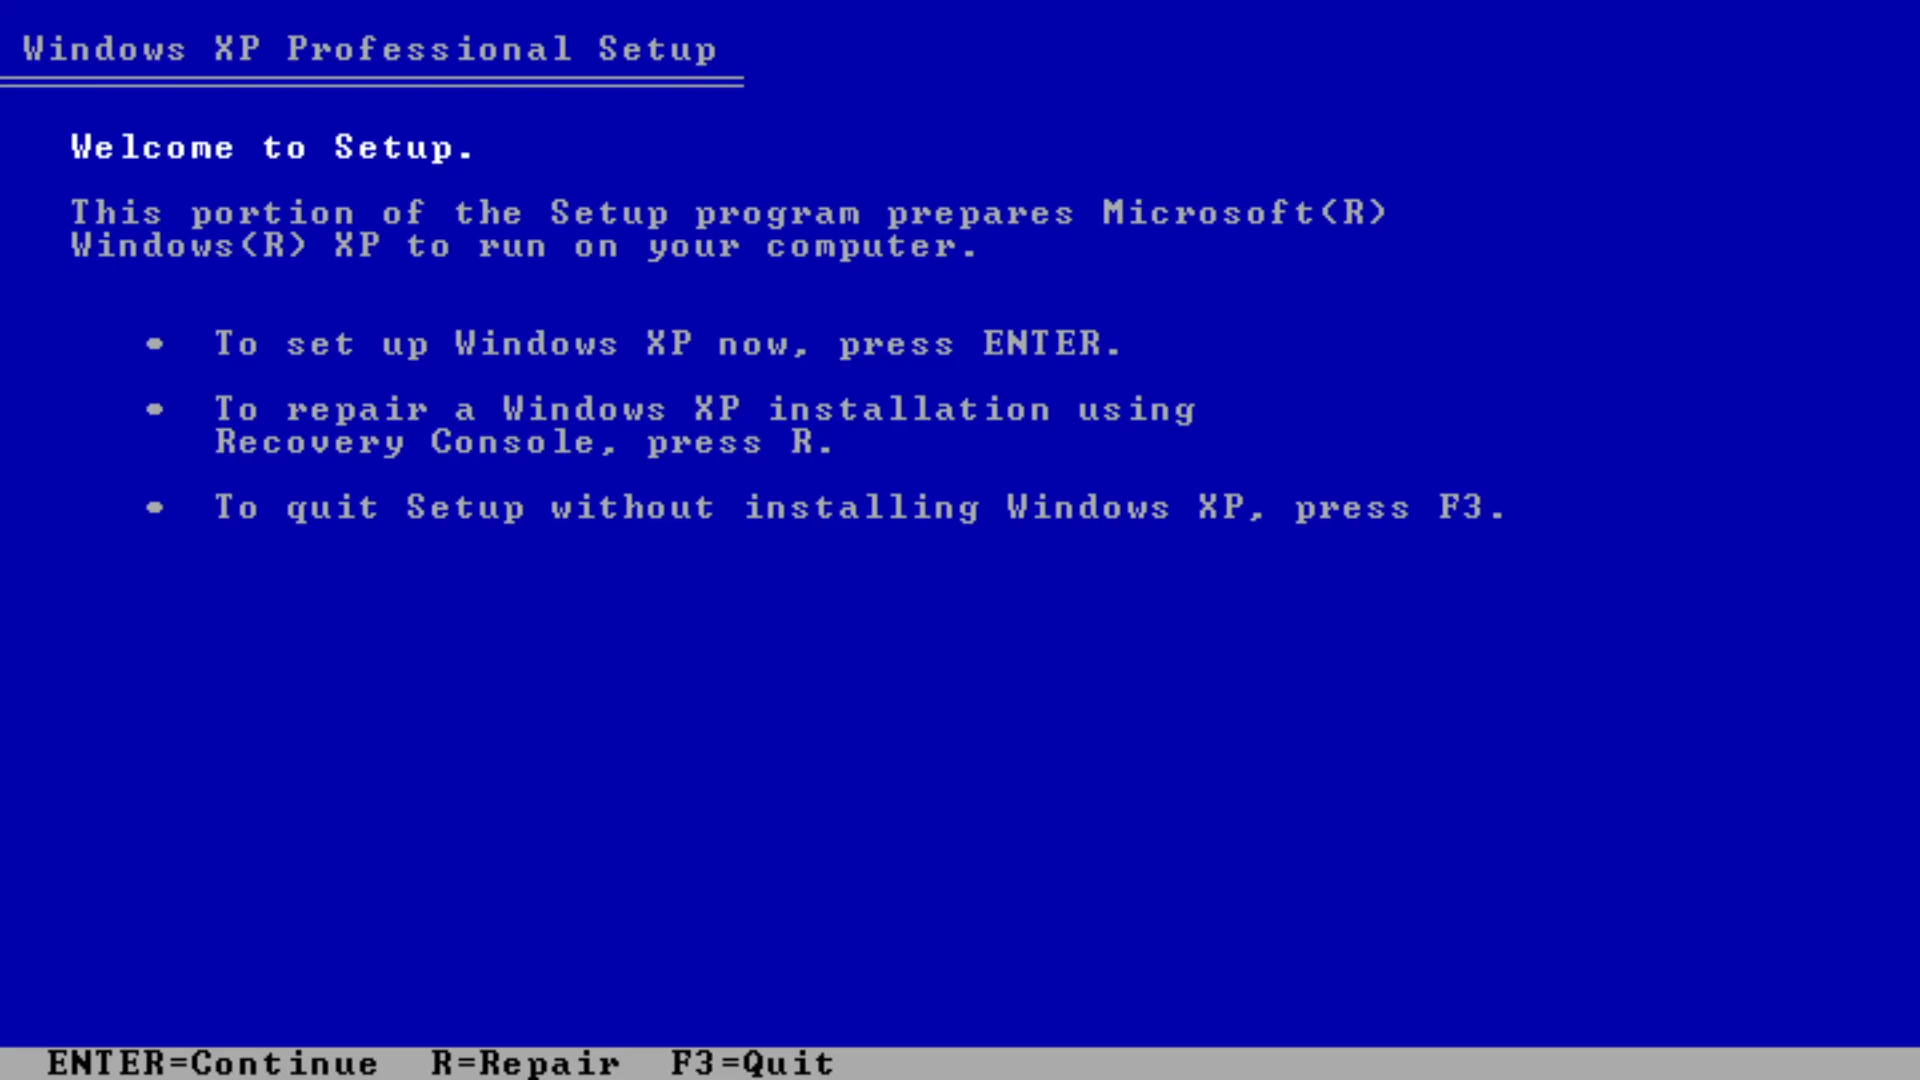 Windows XP Professional Setup
Welcome to Setup.
This portion of the Setup program prepares Microsoft(R)
Windows(R) XP to run on your computer.
• To set up Windows XP now, press ENTER.
• To repair a Windows XP installation using
Recovery Console, press R.
• To quit Setup without installing Windows XP, press F3.
ENTER=Continue R=Repair F3=Quit